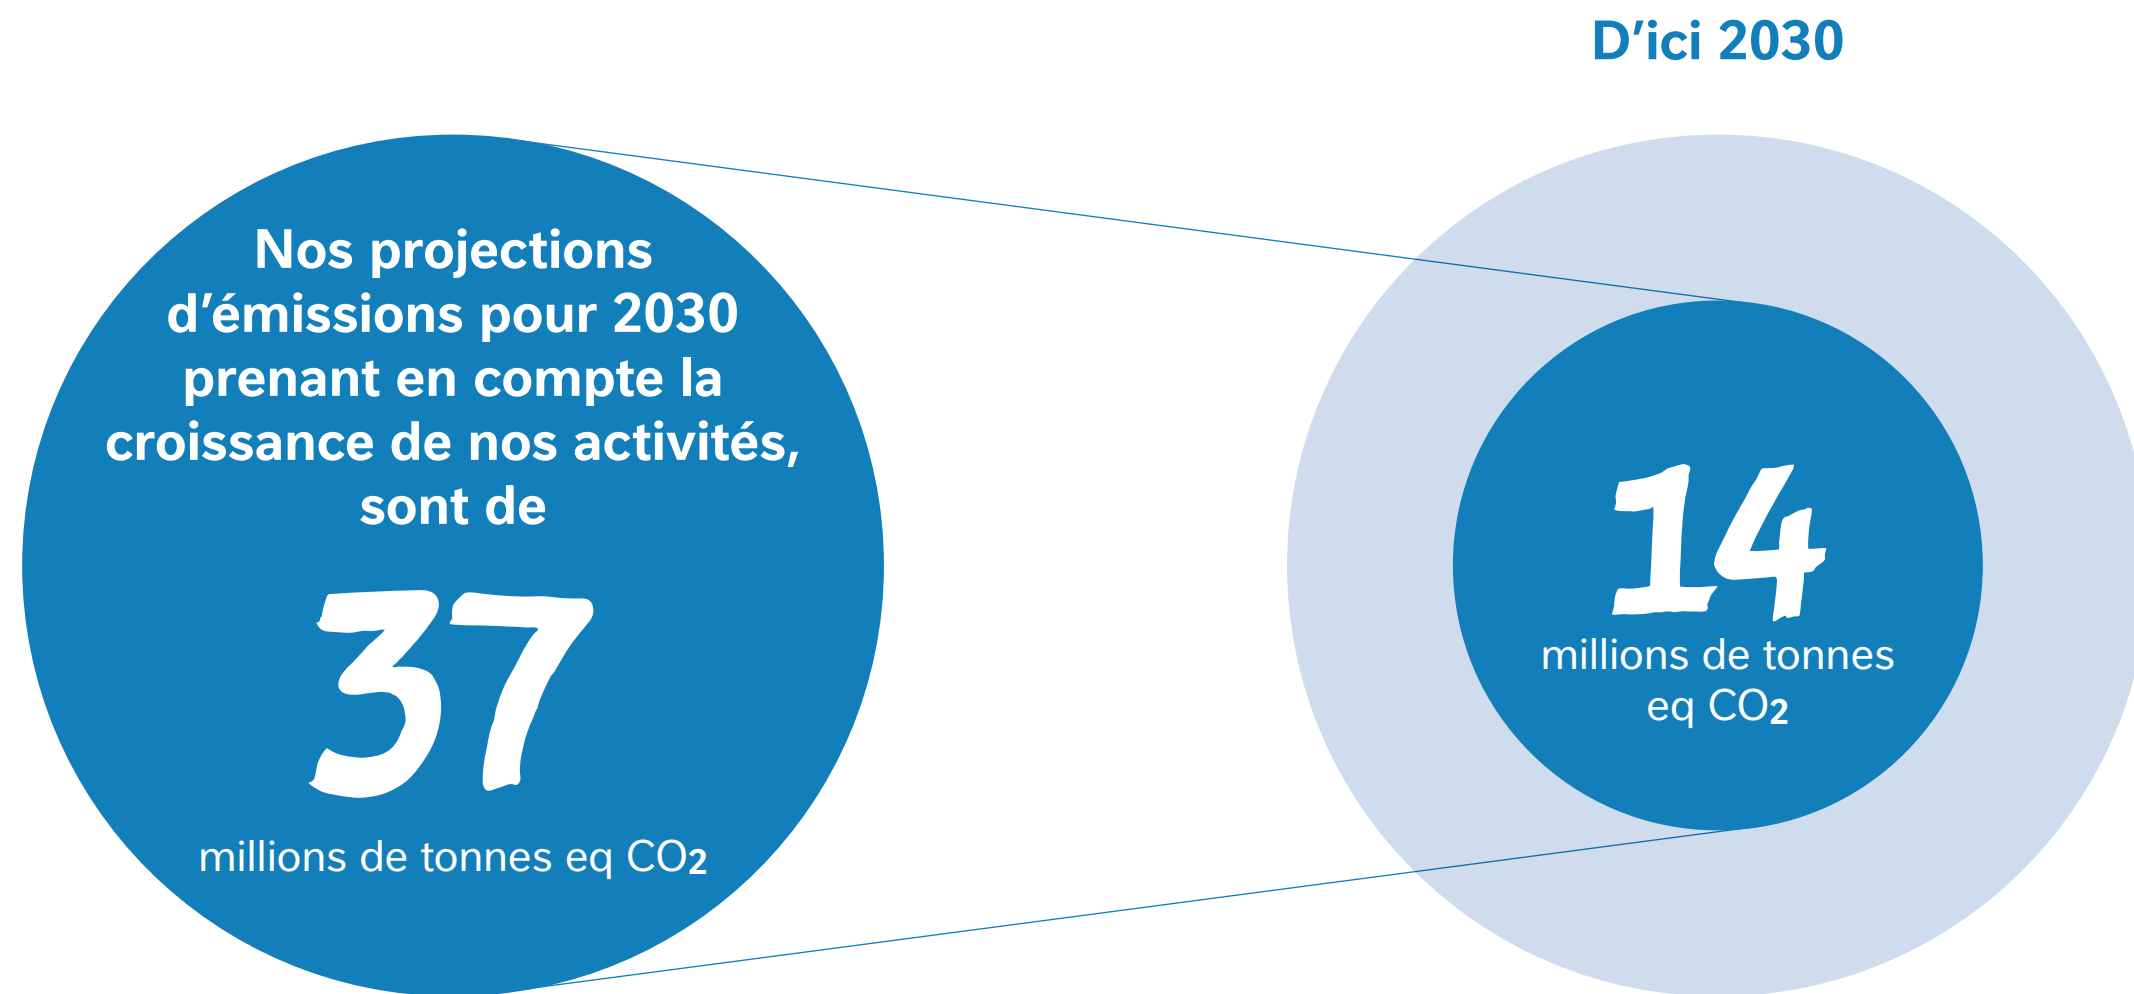 D’ici 2030
Nos projections
d’émissions pour 2030
prenant en compte la
croissance de nos activités,
sont de
37
millions de tonnes eq CO2
14
millions de tonnes
eq CO2